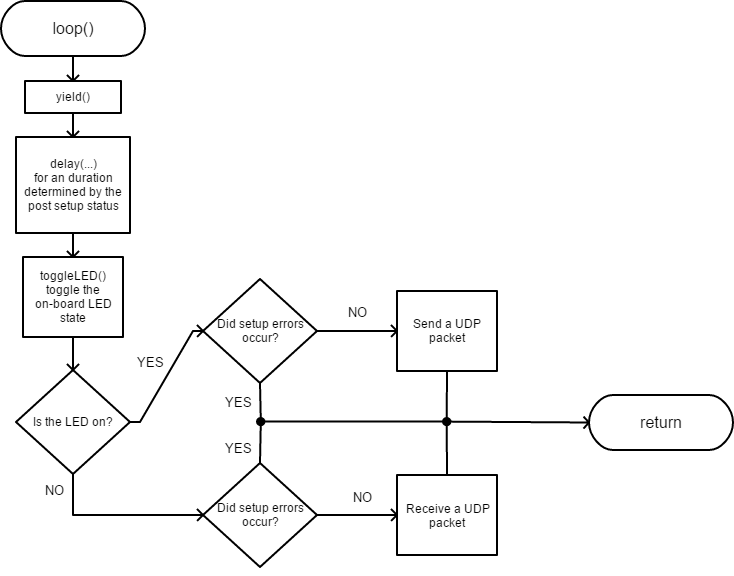 loop()
yield()
delay(...)
for an duration
determined by the
post setup status
toggleLED()
toggle the
on-board LED
state
Is the LED on?
YES
NO
Did setup errors
occur?
NO
YES
Send a UDP
packet
return
YES
Did setup errors
occur?
NO
Receive a UDP
packet